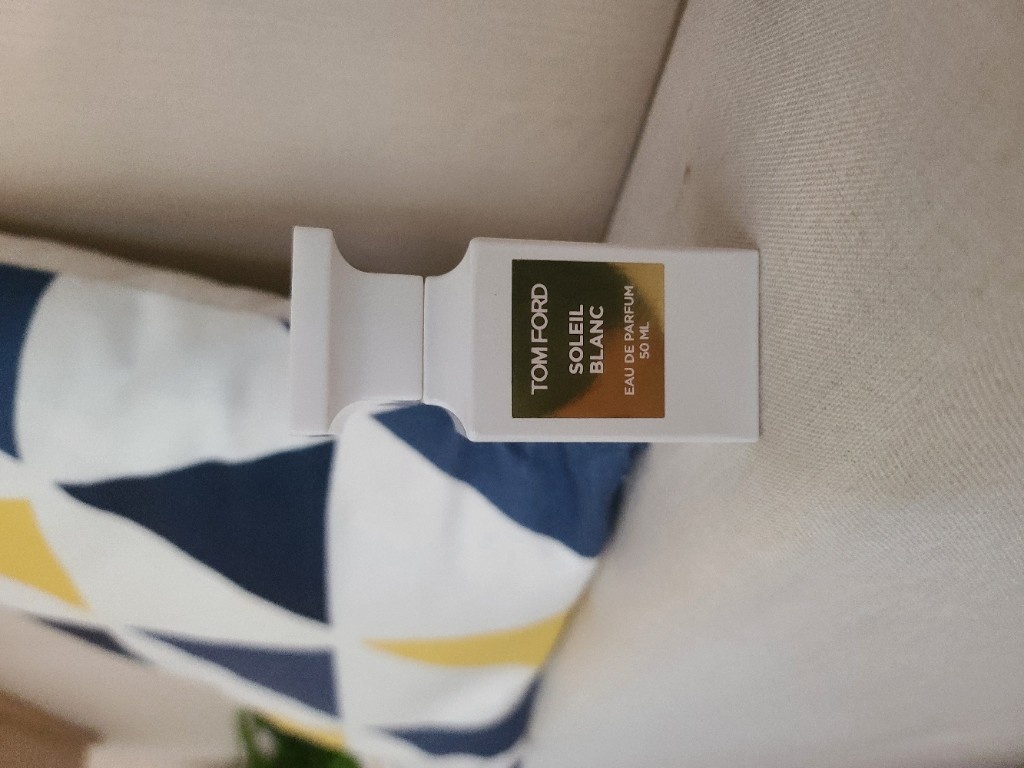 TOM FORD
SOLEIL
BLANC
EAU DE PARFUM
50 ML